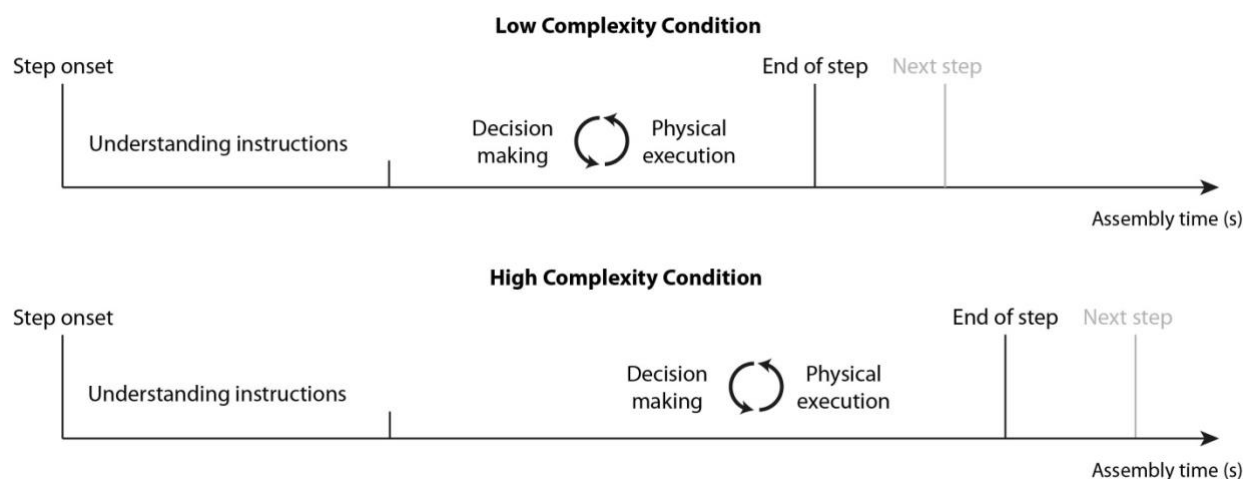 Low Complexity Condition
Step onset
End of step
Next step
Understanding instructions
Decision
making
Physical
execution
Assembly time (s)
High Complexity Condition
Step onset
End of step
Next step
Understanding instructions
Decision
making
Physical
execution
Assembly time (s)